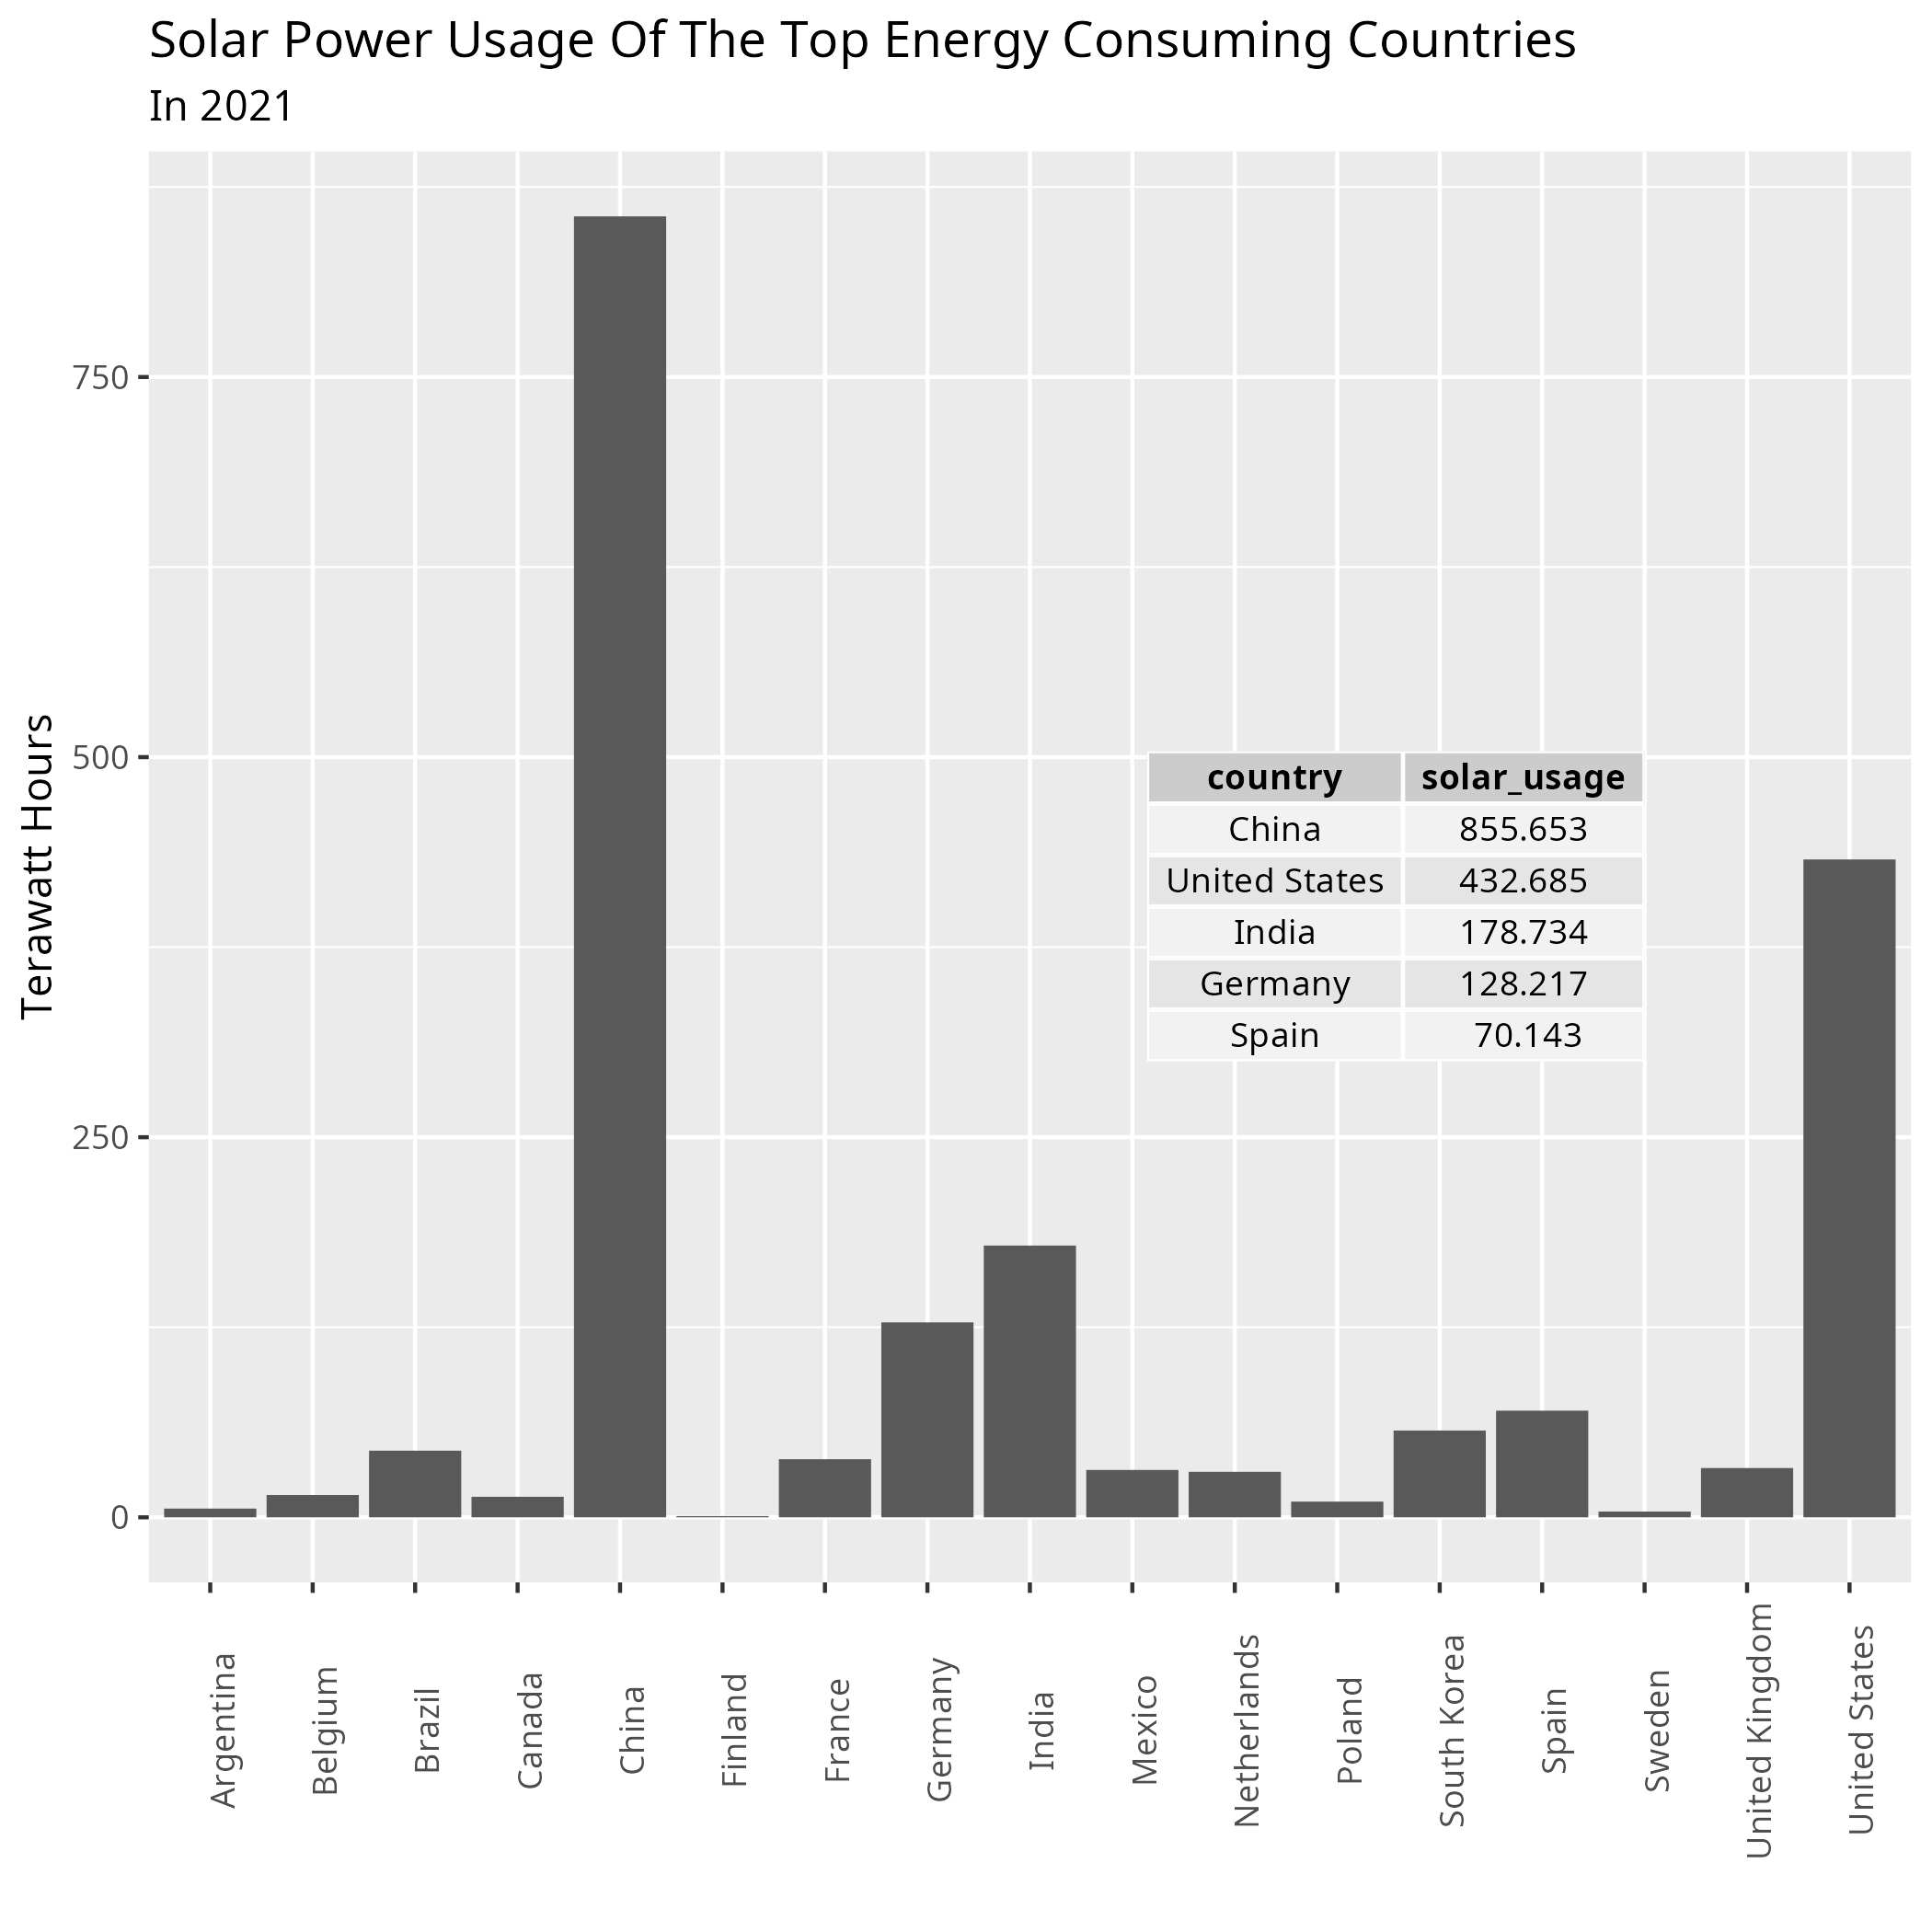 Solar Power Usage Of The Top Energy Consuming Countries
In 2021
Terawatt Hours
750
500
250
0
country solar_usage
China 855.653
United States 432.685
India 178.734
Germany 128.217
Spain 70.143
Argentina
Belgium
Brazil
Canada
China
Finland
France
Germany
India
Mexico
Netherlands
Poland
South Korea
Spain
Sweden
United Kingdom
United States